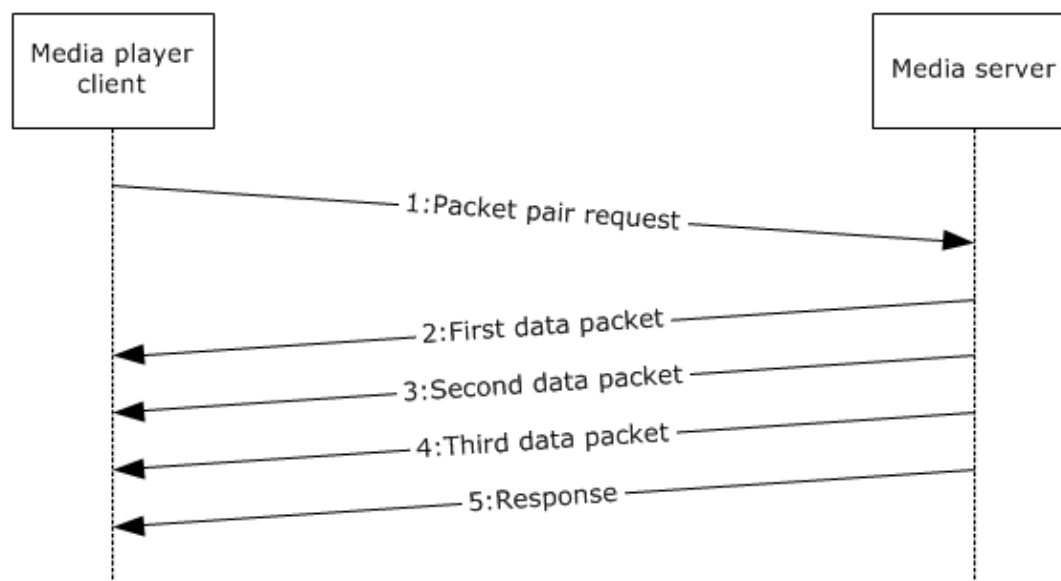 Media player
client
Media server
1:Packet pair request
2:First data packet
3:Second data packet
4:Third data packet
5:Response